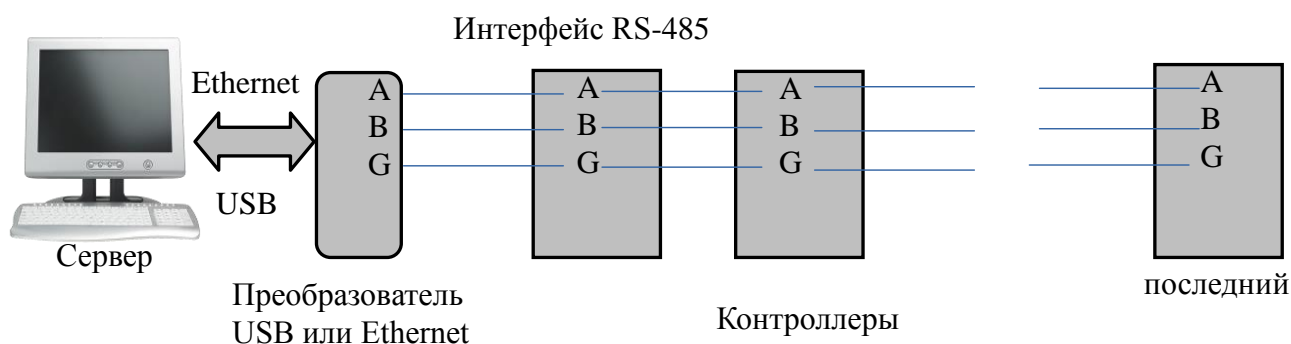 Интерфейс RS-485
Ethernet
USB
Сервер
A
B
G
A
B
G
A
B
G
A
B
G
Преобразователь
USB или Ethernet
Контроллеры
последний